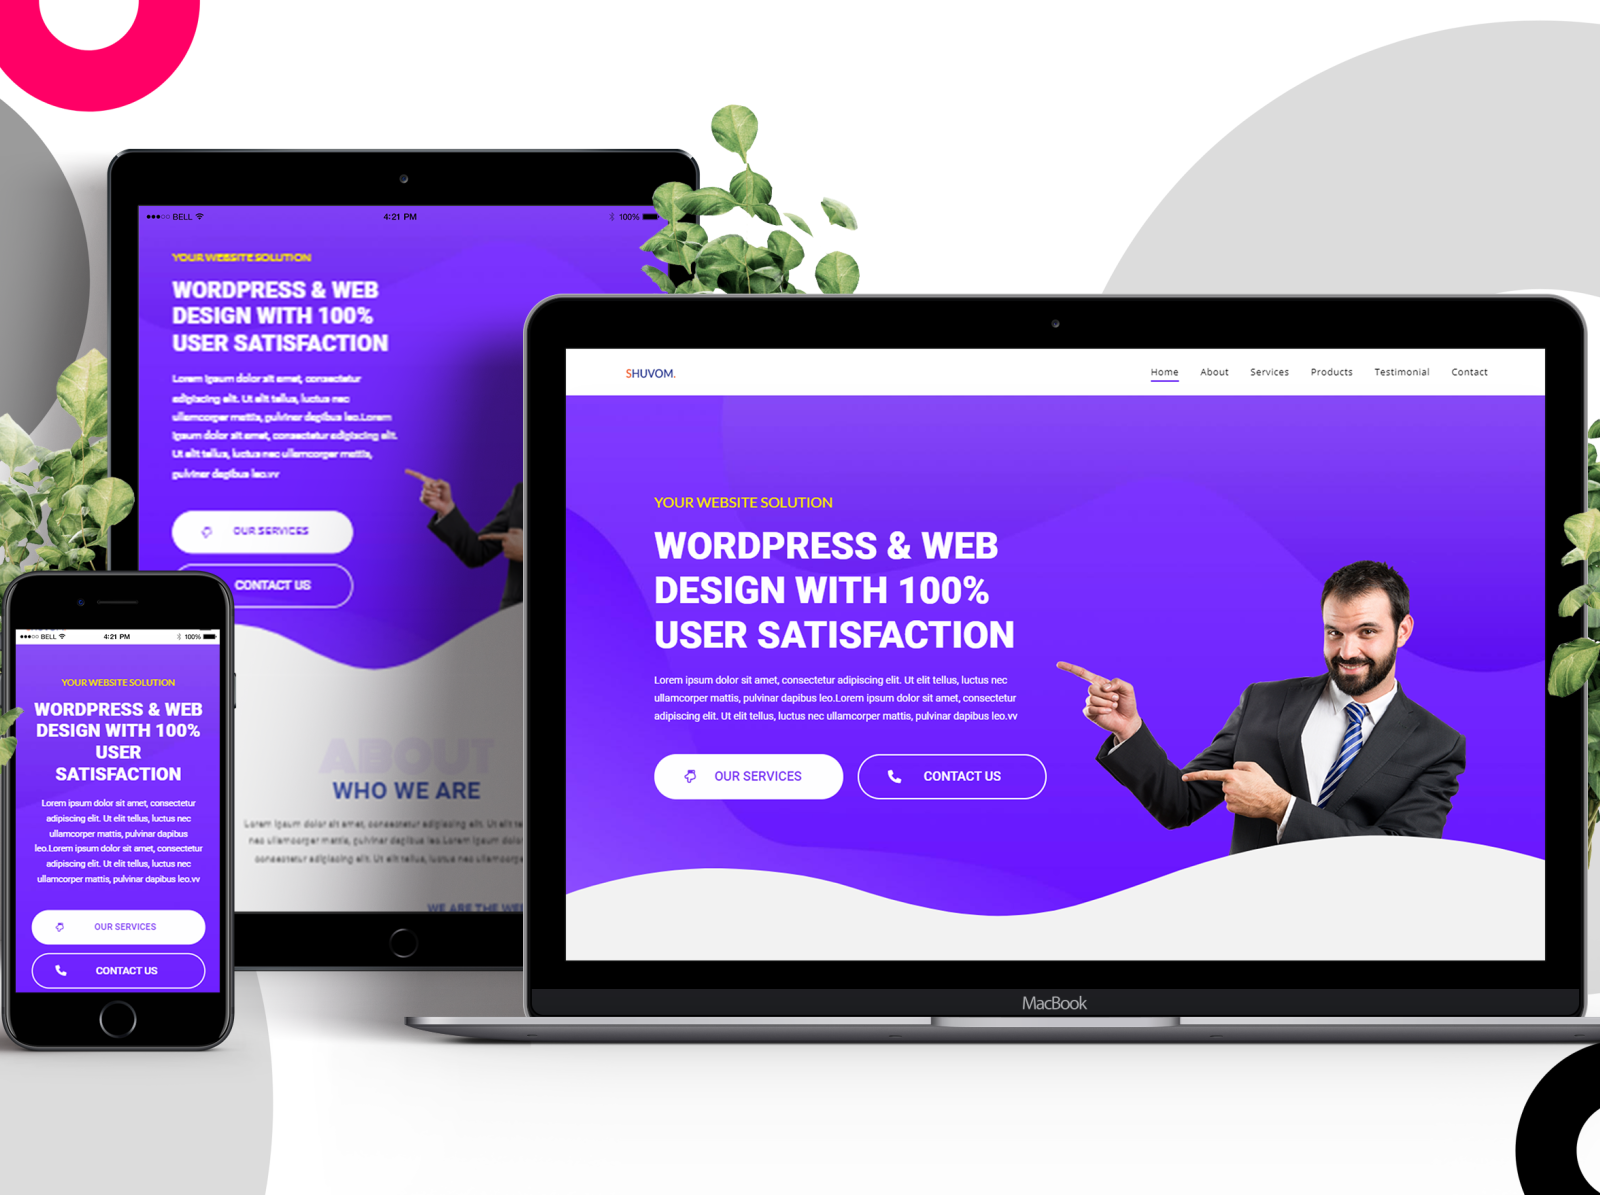 BELL
4:21 PM
100%
YOUR WEBSITE SOLUTION
WORDPRESS & WEB
DESIGN WITH 100%
USER SATISFACTION
Lorem ipsum dolor sit amet, consectetur
adipiscing elit. Ut elit tellus, luctus nec
ullamcorper mattis, pulvinar dapibus leo.Lorem
ipsum dolor sit amet, consectetur adipiscing elit.
Ut elit tellus, luctus nec ullamcorper mattis,
pulvinar dapibus leo.vv
OUR SERVICES
CONTACT US
ABOUT
WHO WE ARE
Lorem ipsum dolor sit amet, consectetur adipiscing elit. Ut elit te
nec ullamcorper mattis, pulvinar dapibus leo Lorem ipsum dolo
consectetur adipiscing elit. Ut elit tellus, luctus nec ullamcorpe
WE ARE THE WE
BELL
4:21 PM
100%
YOUR WEBSITE SOLUTION
WORDPRESS & WEB
DESIGN WITH 100%
USER
SATISFACTION
Lorem ipsum dolor sit amet, consectetur
adipiscing elit. Ut elit tellus, luctus nec
ullamcorper mattis, pulvinar dapibus
leo.Lorem ipsum dolor sit amet, consectetur
adipiscing elit. Ut elit tellus, luctus nec
ullamcorper mattis, pulvinar dapibus leo.vv
OUR SERVICES
CONTACT US
SHUVOM.
Home About Services Products Testimonial Contact
YOUR WEBSITE SOLUTION
WORDPRESS & WEB
DESIGN WITH 100%
USER SATISFACTION
Lorem ipsum dolor sit amet, consectetur adipiscing elit. Ut elit tellus, luctus nec
ullamcorper mattis, pulvinar dapibus leo.Lorem ipsum dolor sit amet, consectetur
adipiscing elit. Ut elit tellus, luctus nec ullamcorper mattis, pulvinar dapibus leo.vv
OUR SERVICES
CONTACT US
MacBook